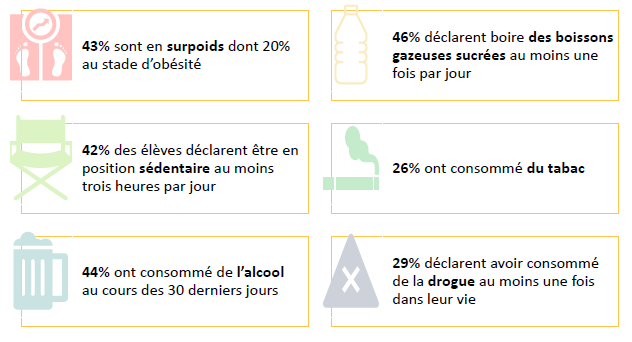 43% sont en surpoids dont 20%
au stade d’obésité
46% déclarent boire des boissons
gazeuses sucrées au moins une
fois par jour
42% des élèves déclarent être en
position sédentaire au moins
trois heures par jour
26% ont consommé du tabac
44% ont consommé de l’alcool
au cours des 30 derniers jours
29% déclarent avoir consommé
de la drogue au moins une fois
dans leur vie